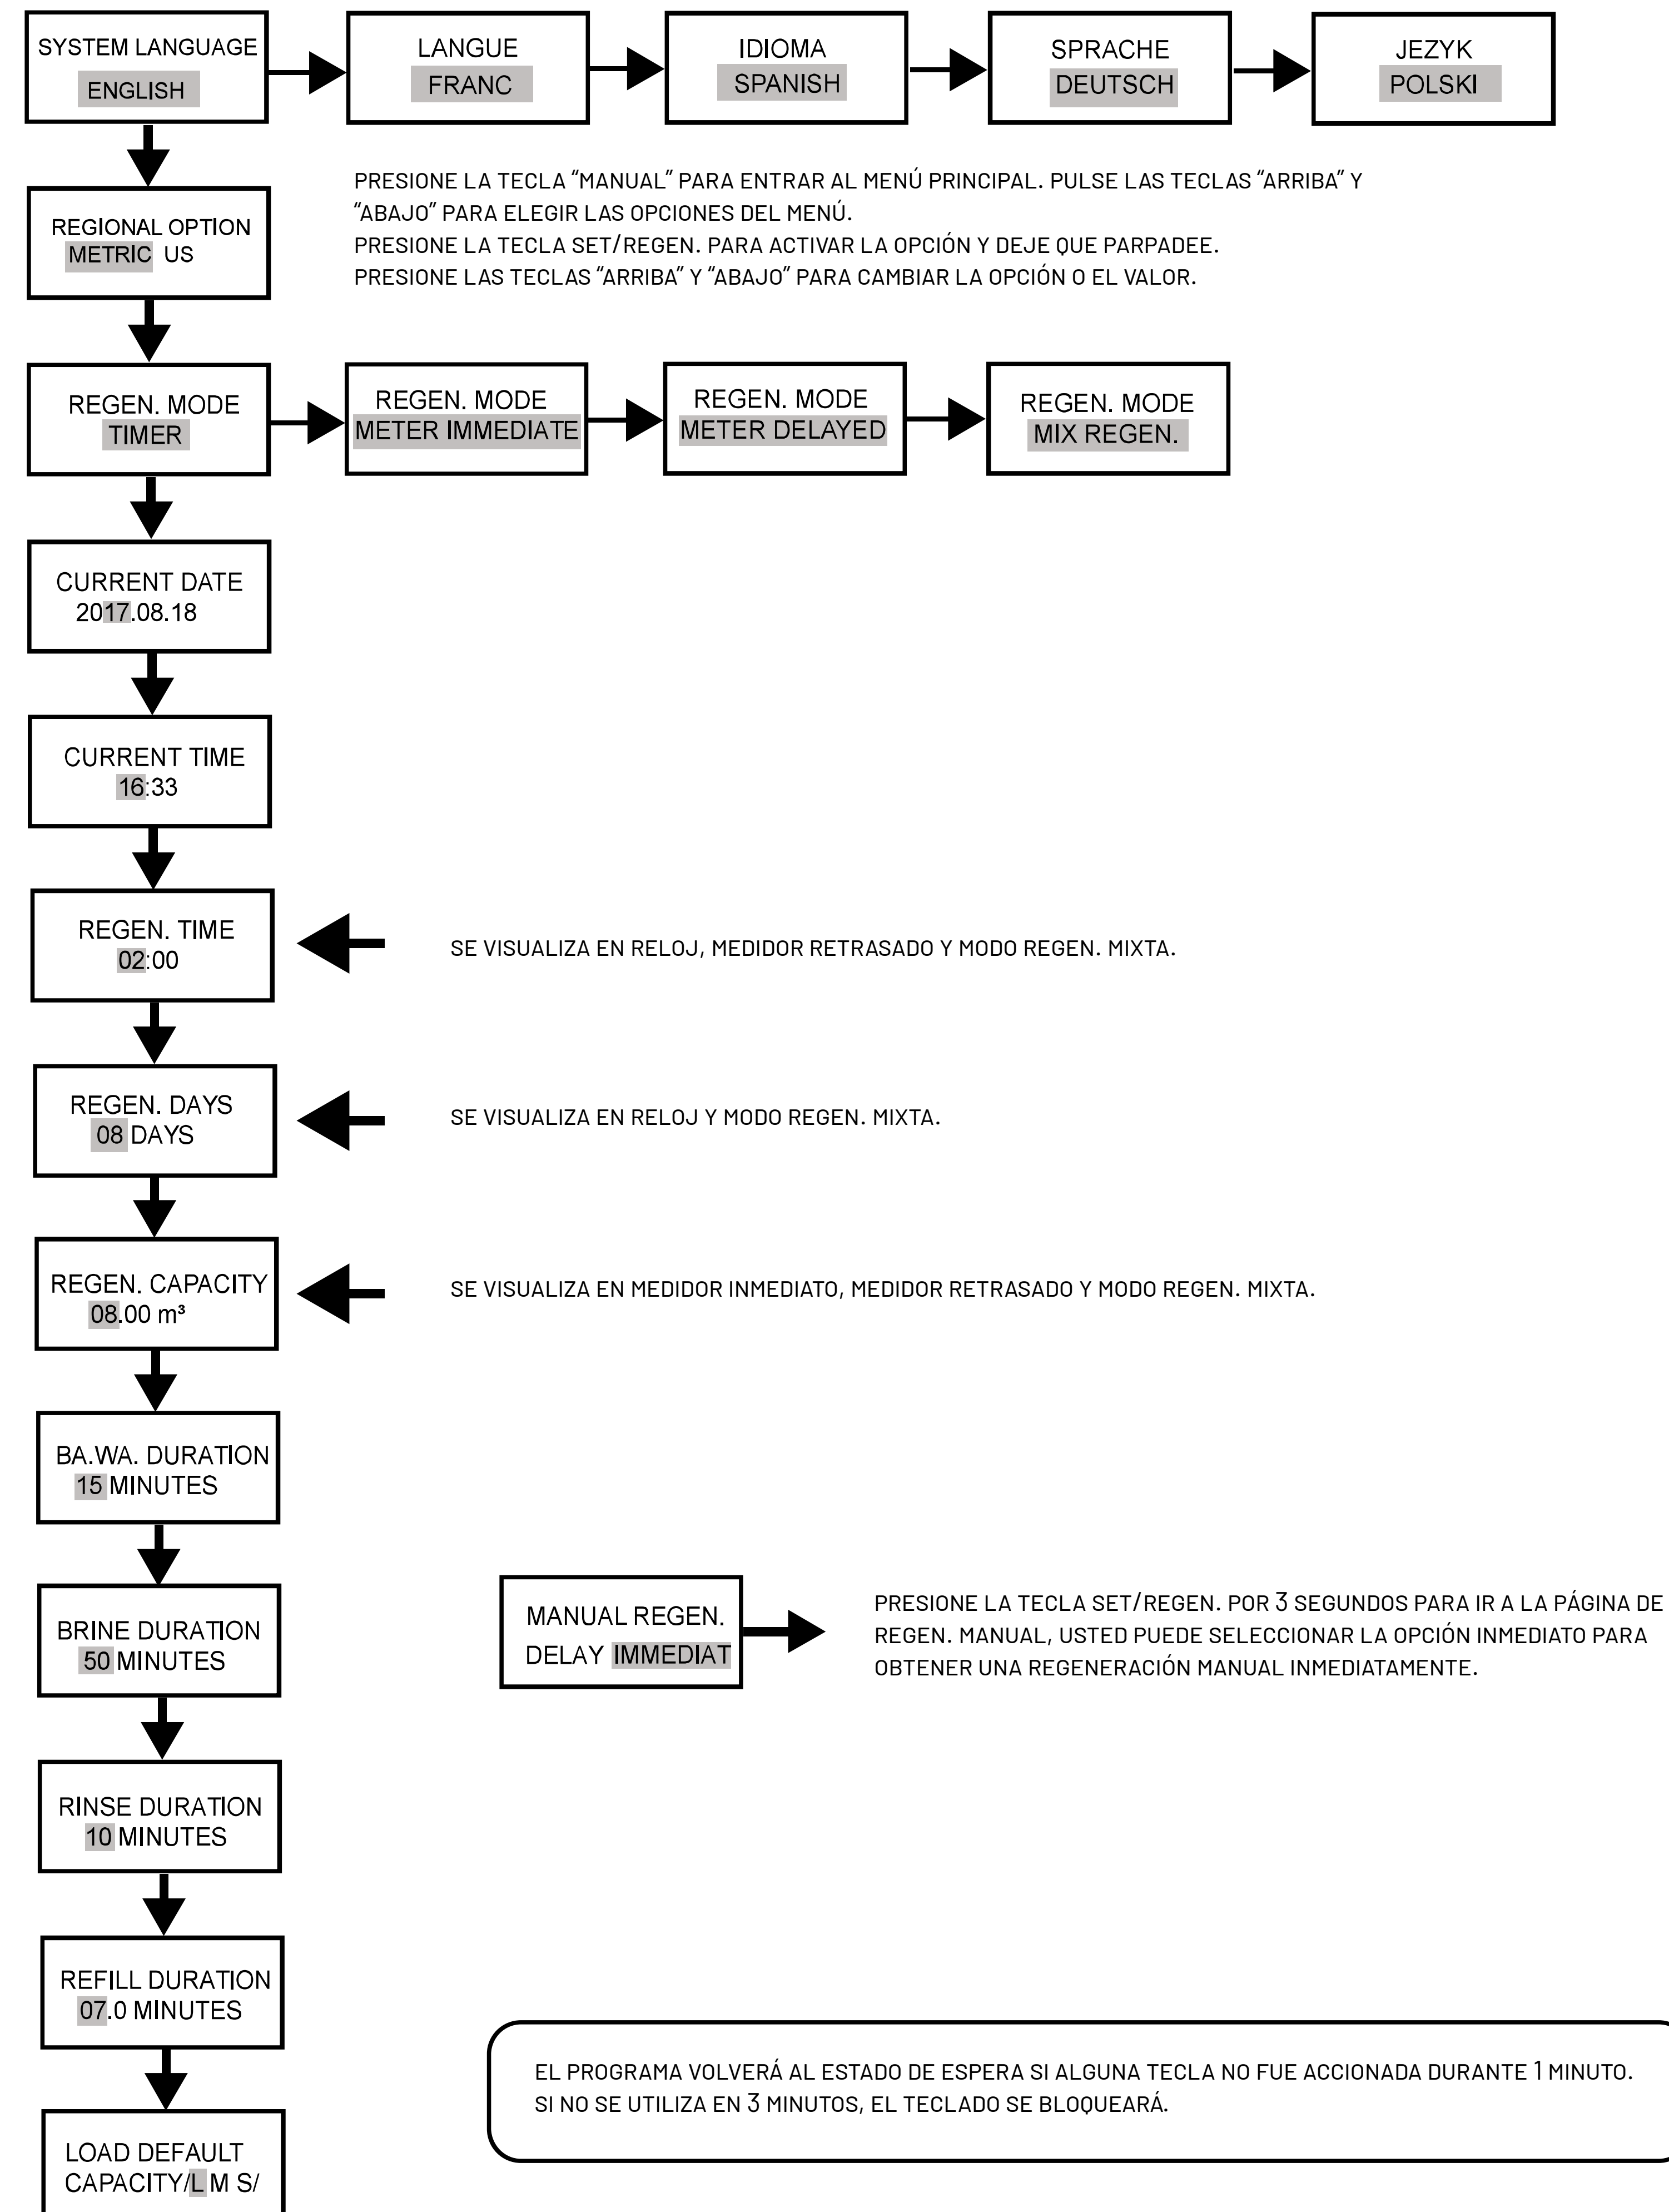 SYSTEM LANGUAGE
ENGLISH
LANGUE
FRANC
IDIOMA
SPANISH
SPRACHE
DEUTSCH
JEZYK
POLSKI
PRESIONE LA TECLA “MANUAL” PARA ENTRAR AL MENÚ PRINCIPAL. PULSE LAS TECLAS “ARRIBA” Y
“ABAJO” PARA ELEGIR LAS OPCIONES DEL MENÚ.
PRESIONE LA TECLA SET/REGEN. PARA ACTIVAR LA OPCIÓN Y DEJE QUE PARPADEE.
PRESIONE LAS TECLAS “ARRIBA” Y “ABAJO” PARA CAMBIAR LA OPCIÓN O EL VALOR.
REGIONAL OPTION
METRIC US
REGEN. MODE
TIMER
REGEN. MODE
METER IMMEDIATE
REGEN. MODE
METER DELAYED
REGEN. MODE
MIX REGEN.
CURRENT DATE
2017.08.18
CURRENT TIME
16:33
REGEN. TIME
02:00
SE VISUALIZA EN RELOJ, MEDIDOR RETRASADO Y MODO REGEN. MIXTA.
REGEN. DAYS
08 DAYS
SE VISUALIZA EN RELOJ Y MODO REGEN. MIXTA.
REGEN. CAPACITY
08.00 m³
SE VISUALIZA EN MEDIDOR INMEDIATO, MEDIDOR RETRASADO Y MODO REGEN. MIXTA.
BA.WA. DURATION
15 MINUTES
BRINE DURATION
50 MINUTES
MANUAL REGEN.
DELAY IMMEDIAT
PRESIONE LA TECLA SET/REGEN. POR 3 SEGUNDOS PARA IR A LA PÁGINA DE
REGEN. MANUAL, USTED PUEDE SELECCIONAR LA OPCIÓN INMEDIATO PARA
OBTENER UNA REGENERACIÓN MANUAL INMEDIATAMENTE.
RINSE DURATION
10 MINUTES
REFILL DURATION
07.0 MINUTES
EL PROGRAMA VOLVERÁ AL ESTADO DE ESPERA SI ALGUNA TECLA NO FUE ACCIONADA DURANTE 1 MINUTO.
SI NO SE UTILIZA EN 3 MINUTOS, EL TECLADO SE BLOQUEARÁ.
LOAD DEFAULT
CAPACITY/L M S/